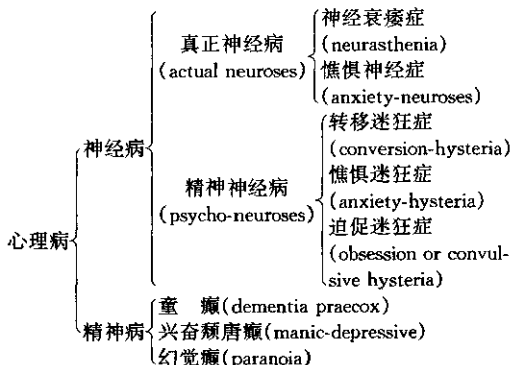 神经衰痿症
真正神经病
(neurasthenia)
(actual neuroses)
憔惧神经症
(anxiety-neuroses)
神经病
转移迷狂症
(conversion-hysteria)
憔惧迷狂症
精神神经病
(anxiety-hysteria)
(psycho-neuroses)
迫促迷狂症
心理病
(obsession or convul-
sive hysteria)
童 癫(dementia praecox)
精神病
兴奋颓唐癫(manic-depressive)
幻觉癫(paranoia)